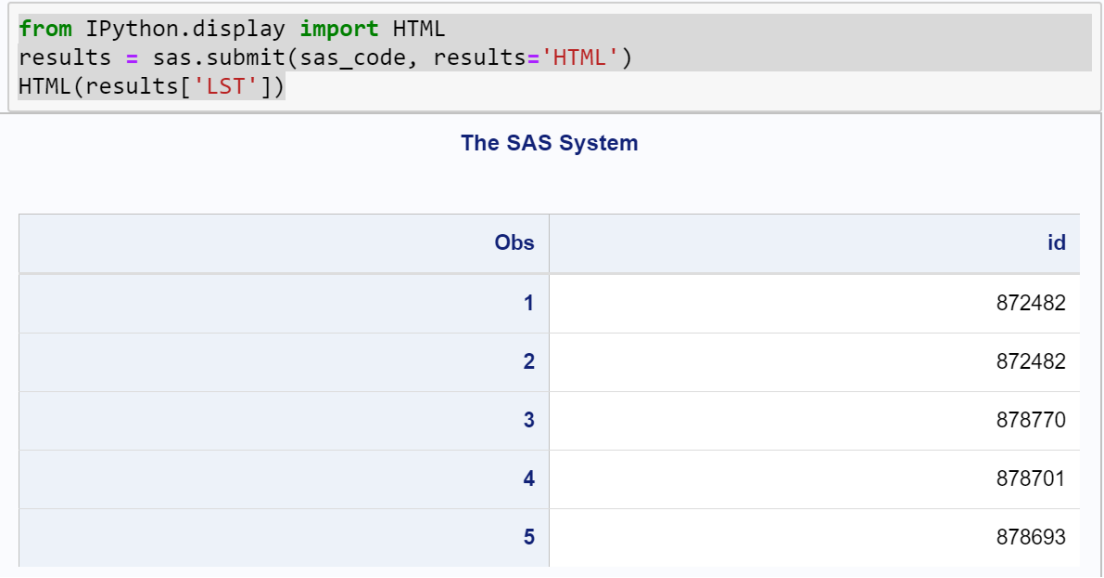 from IPython.display import HTML
results = sas.submit(sas_code, results='HTML')
HTML(results['LST'])
The SAS System
Obs id
1 872482
2 872482
3 878770
4 878701
5 878693